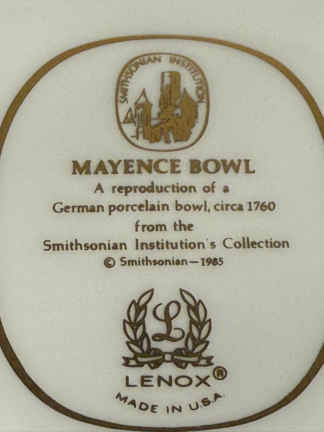 SMITHSONIAN INSTITUTION
MAYENCE BOWL
A reproduction of a
German porcelain bowl, circa 1760
from the
Smithsonian Institution's Collection
© Smithsonian—1985
L
LENOX®
MADE IN U.S.A.